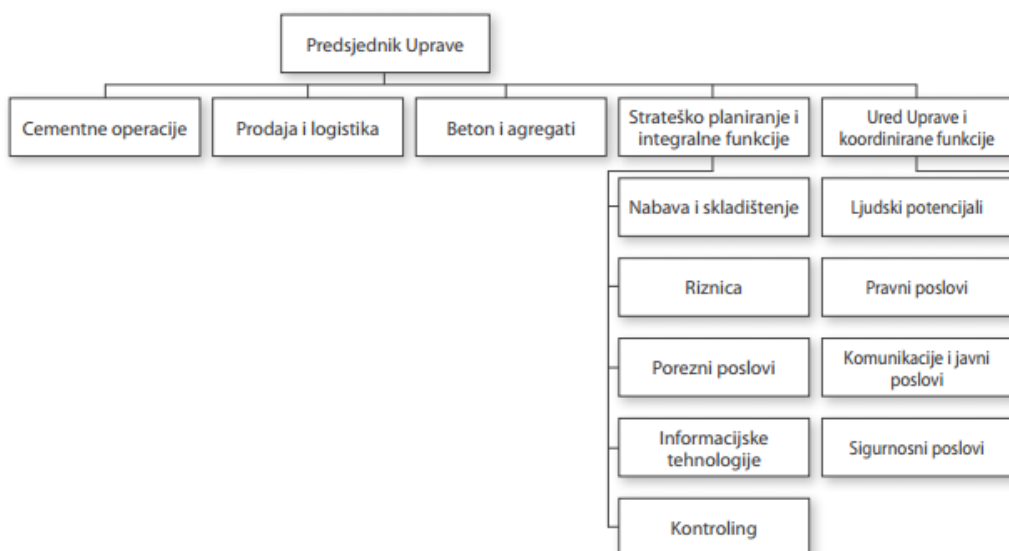 Predsjednik Uprave
Cementne operacije
Prodaja i logistika
Beton i agregati
Strateško planiranje i
integralne funkcije
Ured Uprave i
koordinirane funkcije
Nabava i skladištenje
Riznica
Porezni poslovi
Informacijske
tehnologije
Kontroling
Ljudski potencijali
Pravni poslovi
Komunikacije i javni
poslovi
Sigurnosni poslovi